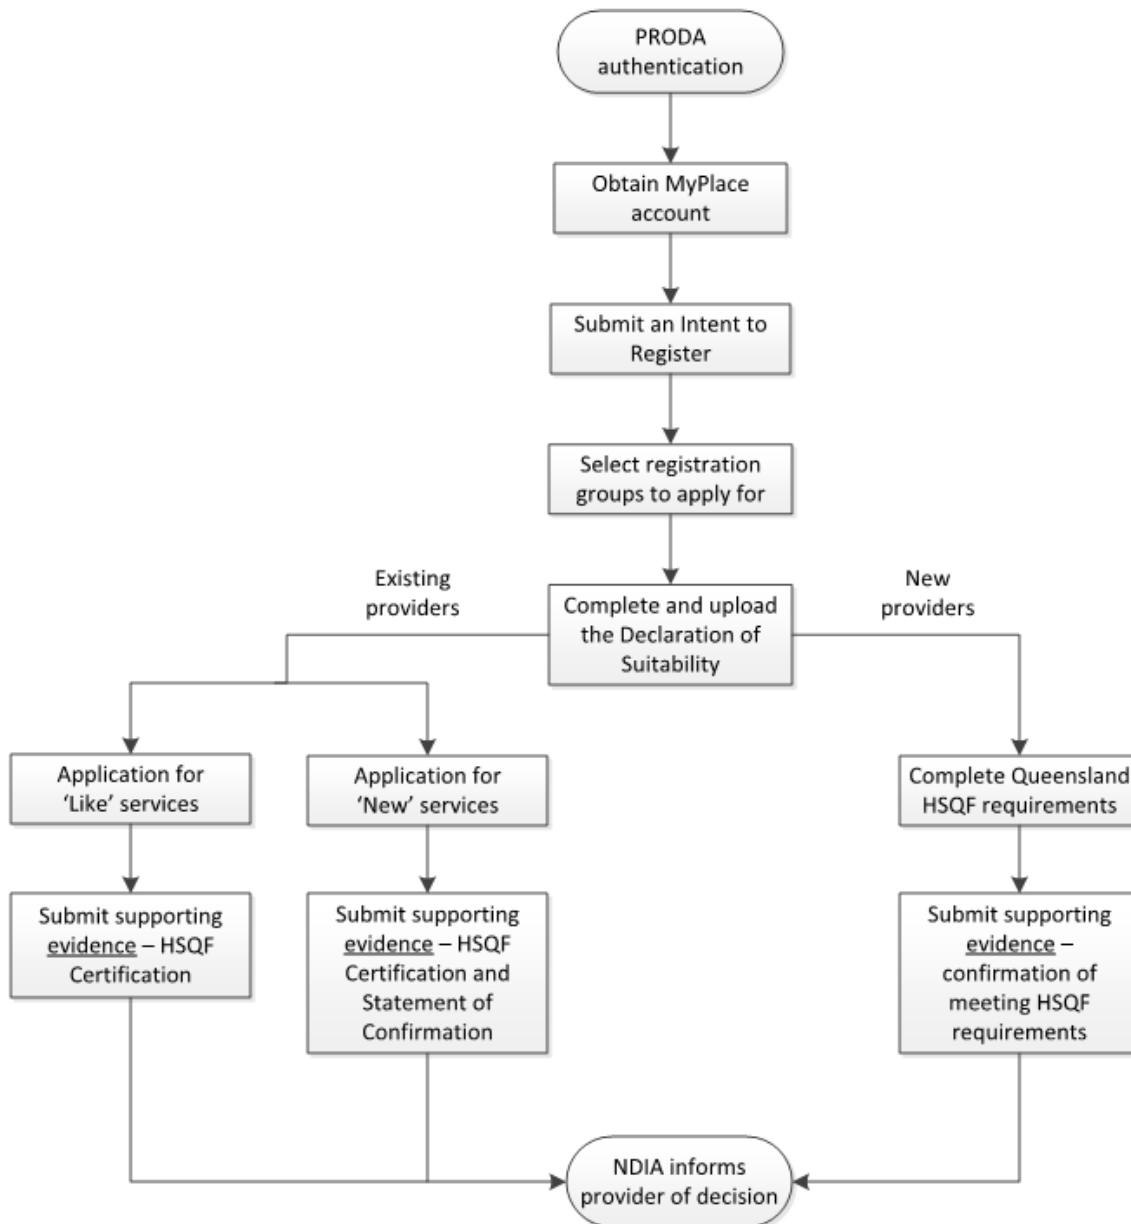 PRODA
authentication
Obtain MyPlace
account
Submit an Intent to
Register
Select registration
groups to apply for
Existing
providers
Complete and upload
the Declaration of
Suitability
New
providers
Application for
‘Like’ services
Application for
‘New’ services
Complete Queensland
HSQF requirements
Submit supporting
evidence – HSQF
Certification
Submit supporting
evidence – HSQF
Certification and
Statement of
Confirmation
Submit supporting
evidence –
confirmation of
meeting HSQF
requirements
NDIA informs
provider of decision